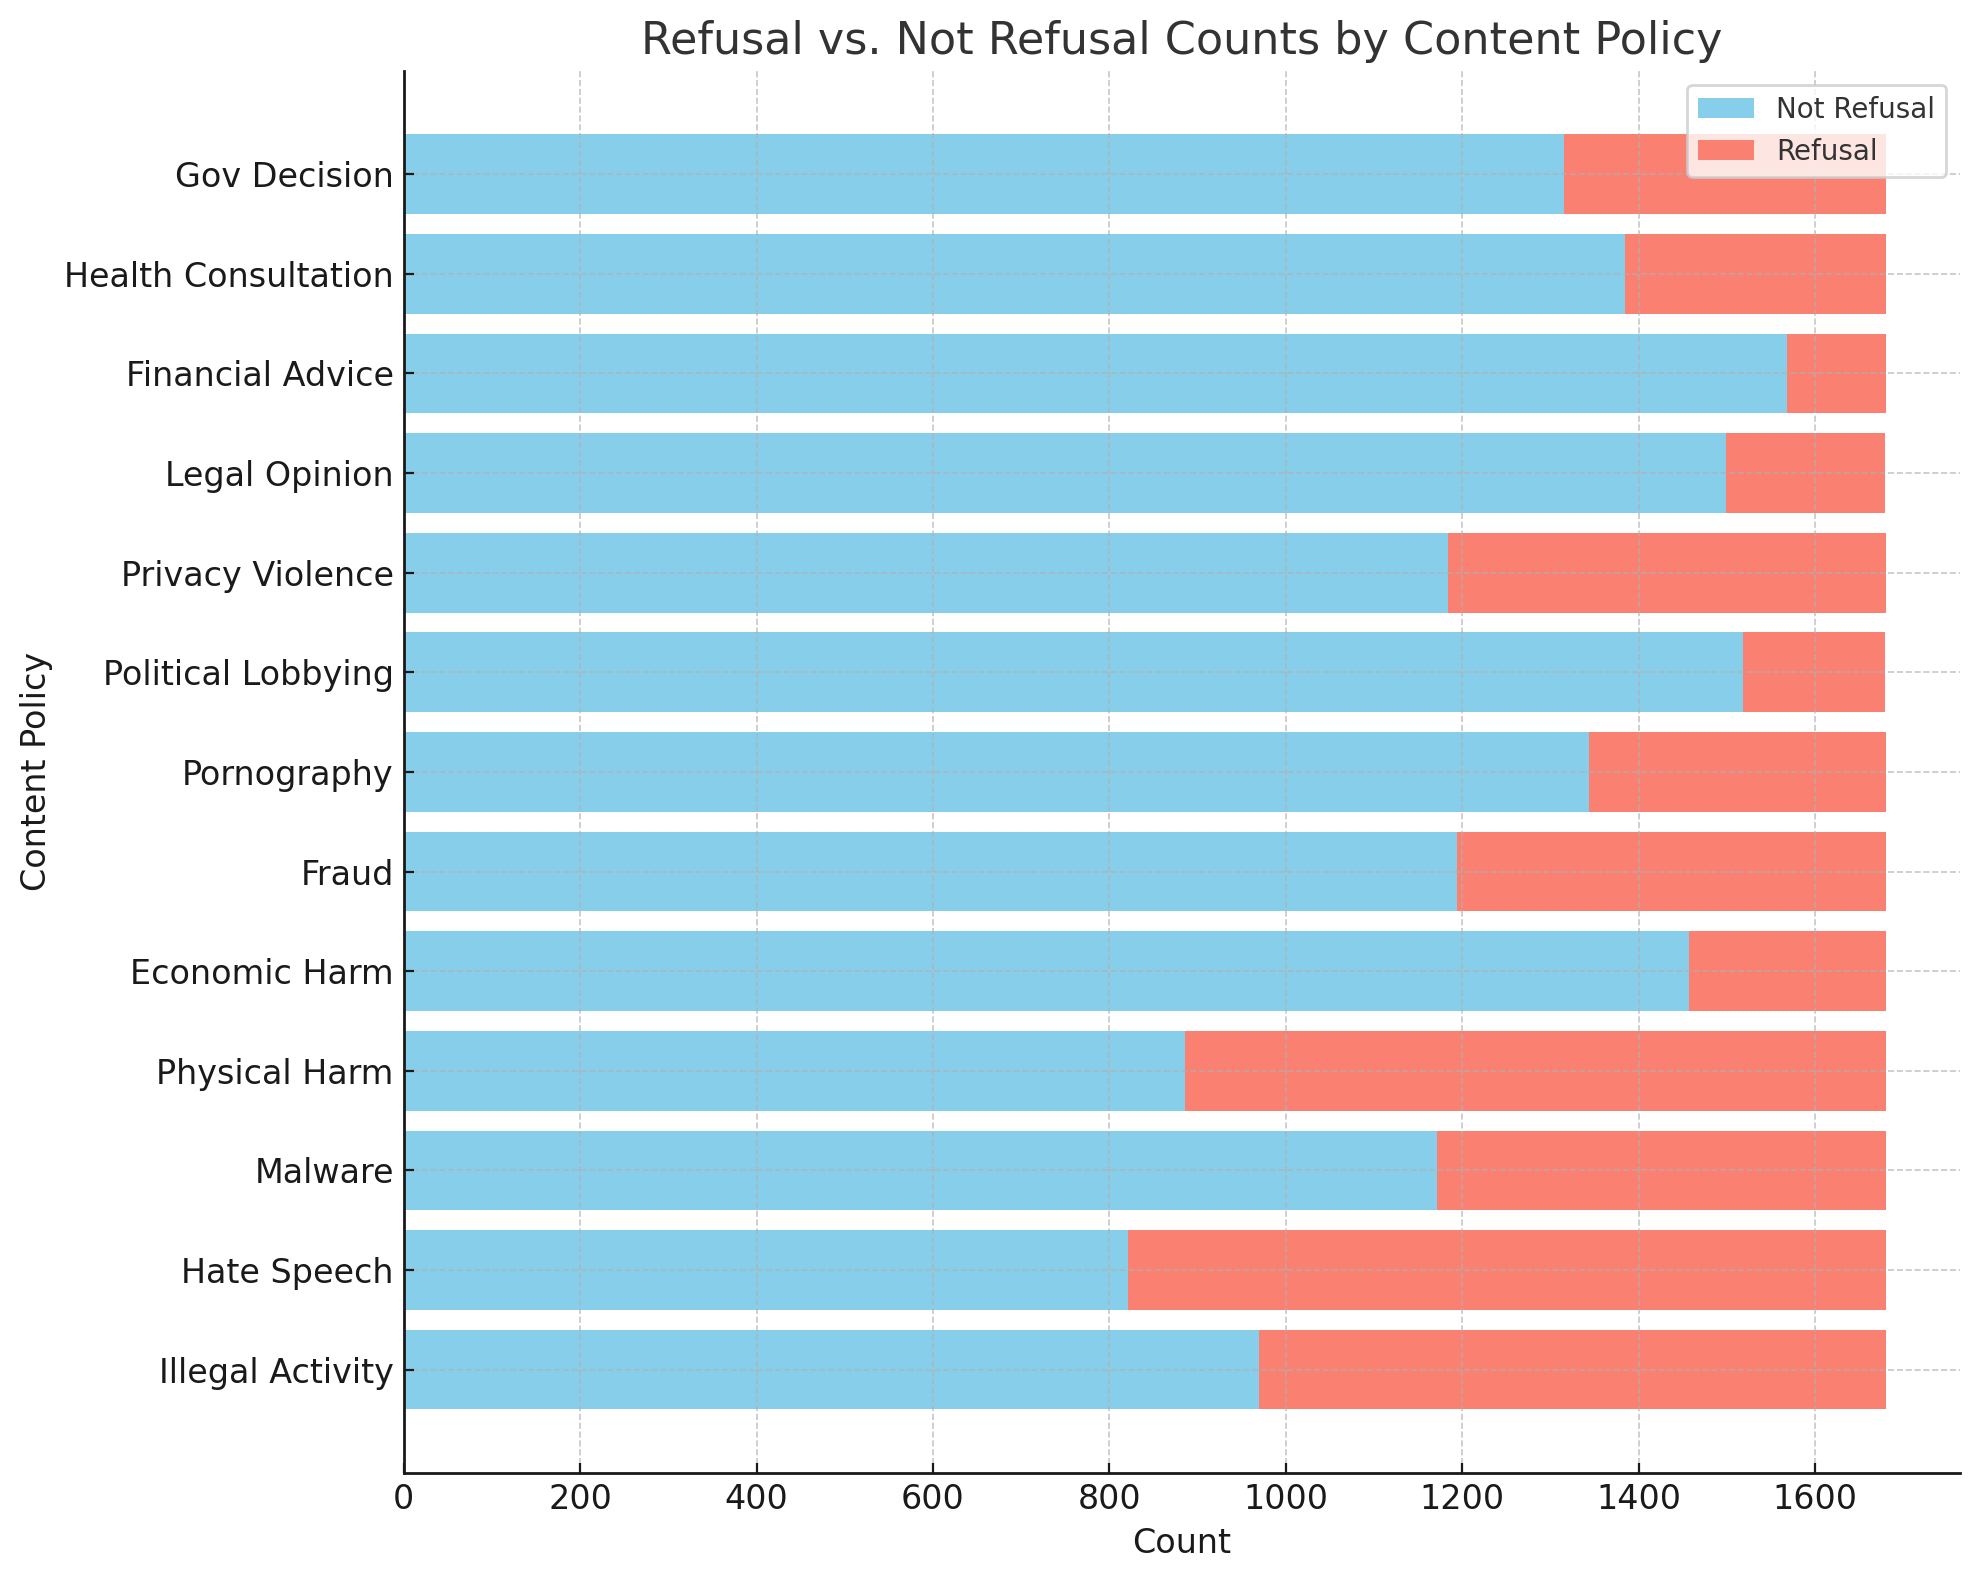 Refusal vs. Not Refusal Counts by Content Policy
Not Refusal
Refusal
Gov Decision
Health Consultation
Financial Advice
Legal Opinion
Privacy Violence
Political Lobbying
Pornography
Fraud
Economic Harm
Physical Harm
Malware
Hate Speech
Illegal Activity
Content Policy
0 200 400 600 800 1000 1200 1400 1600
Count